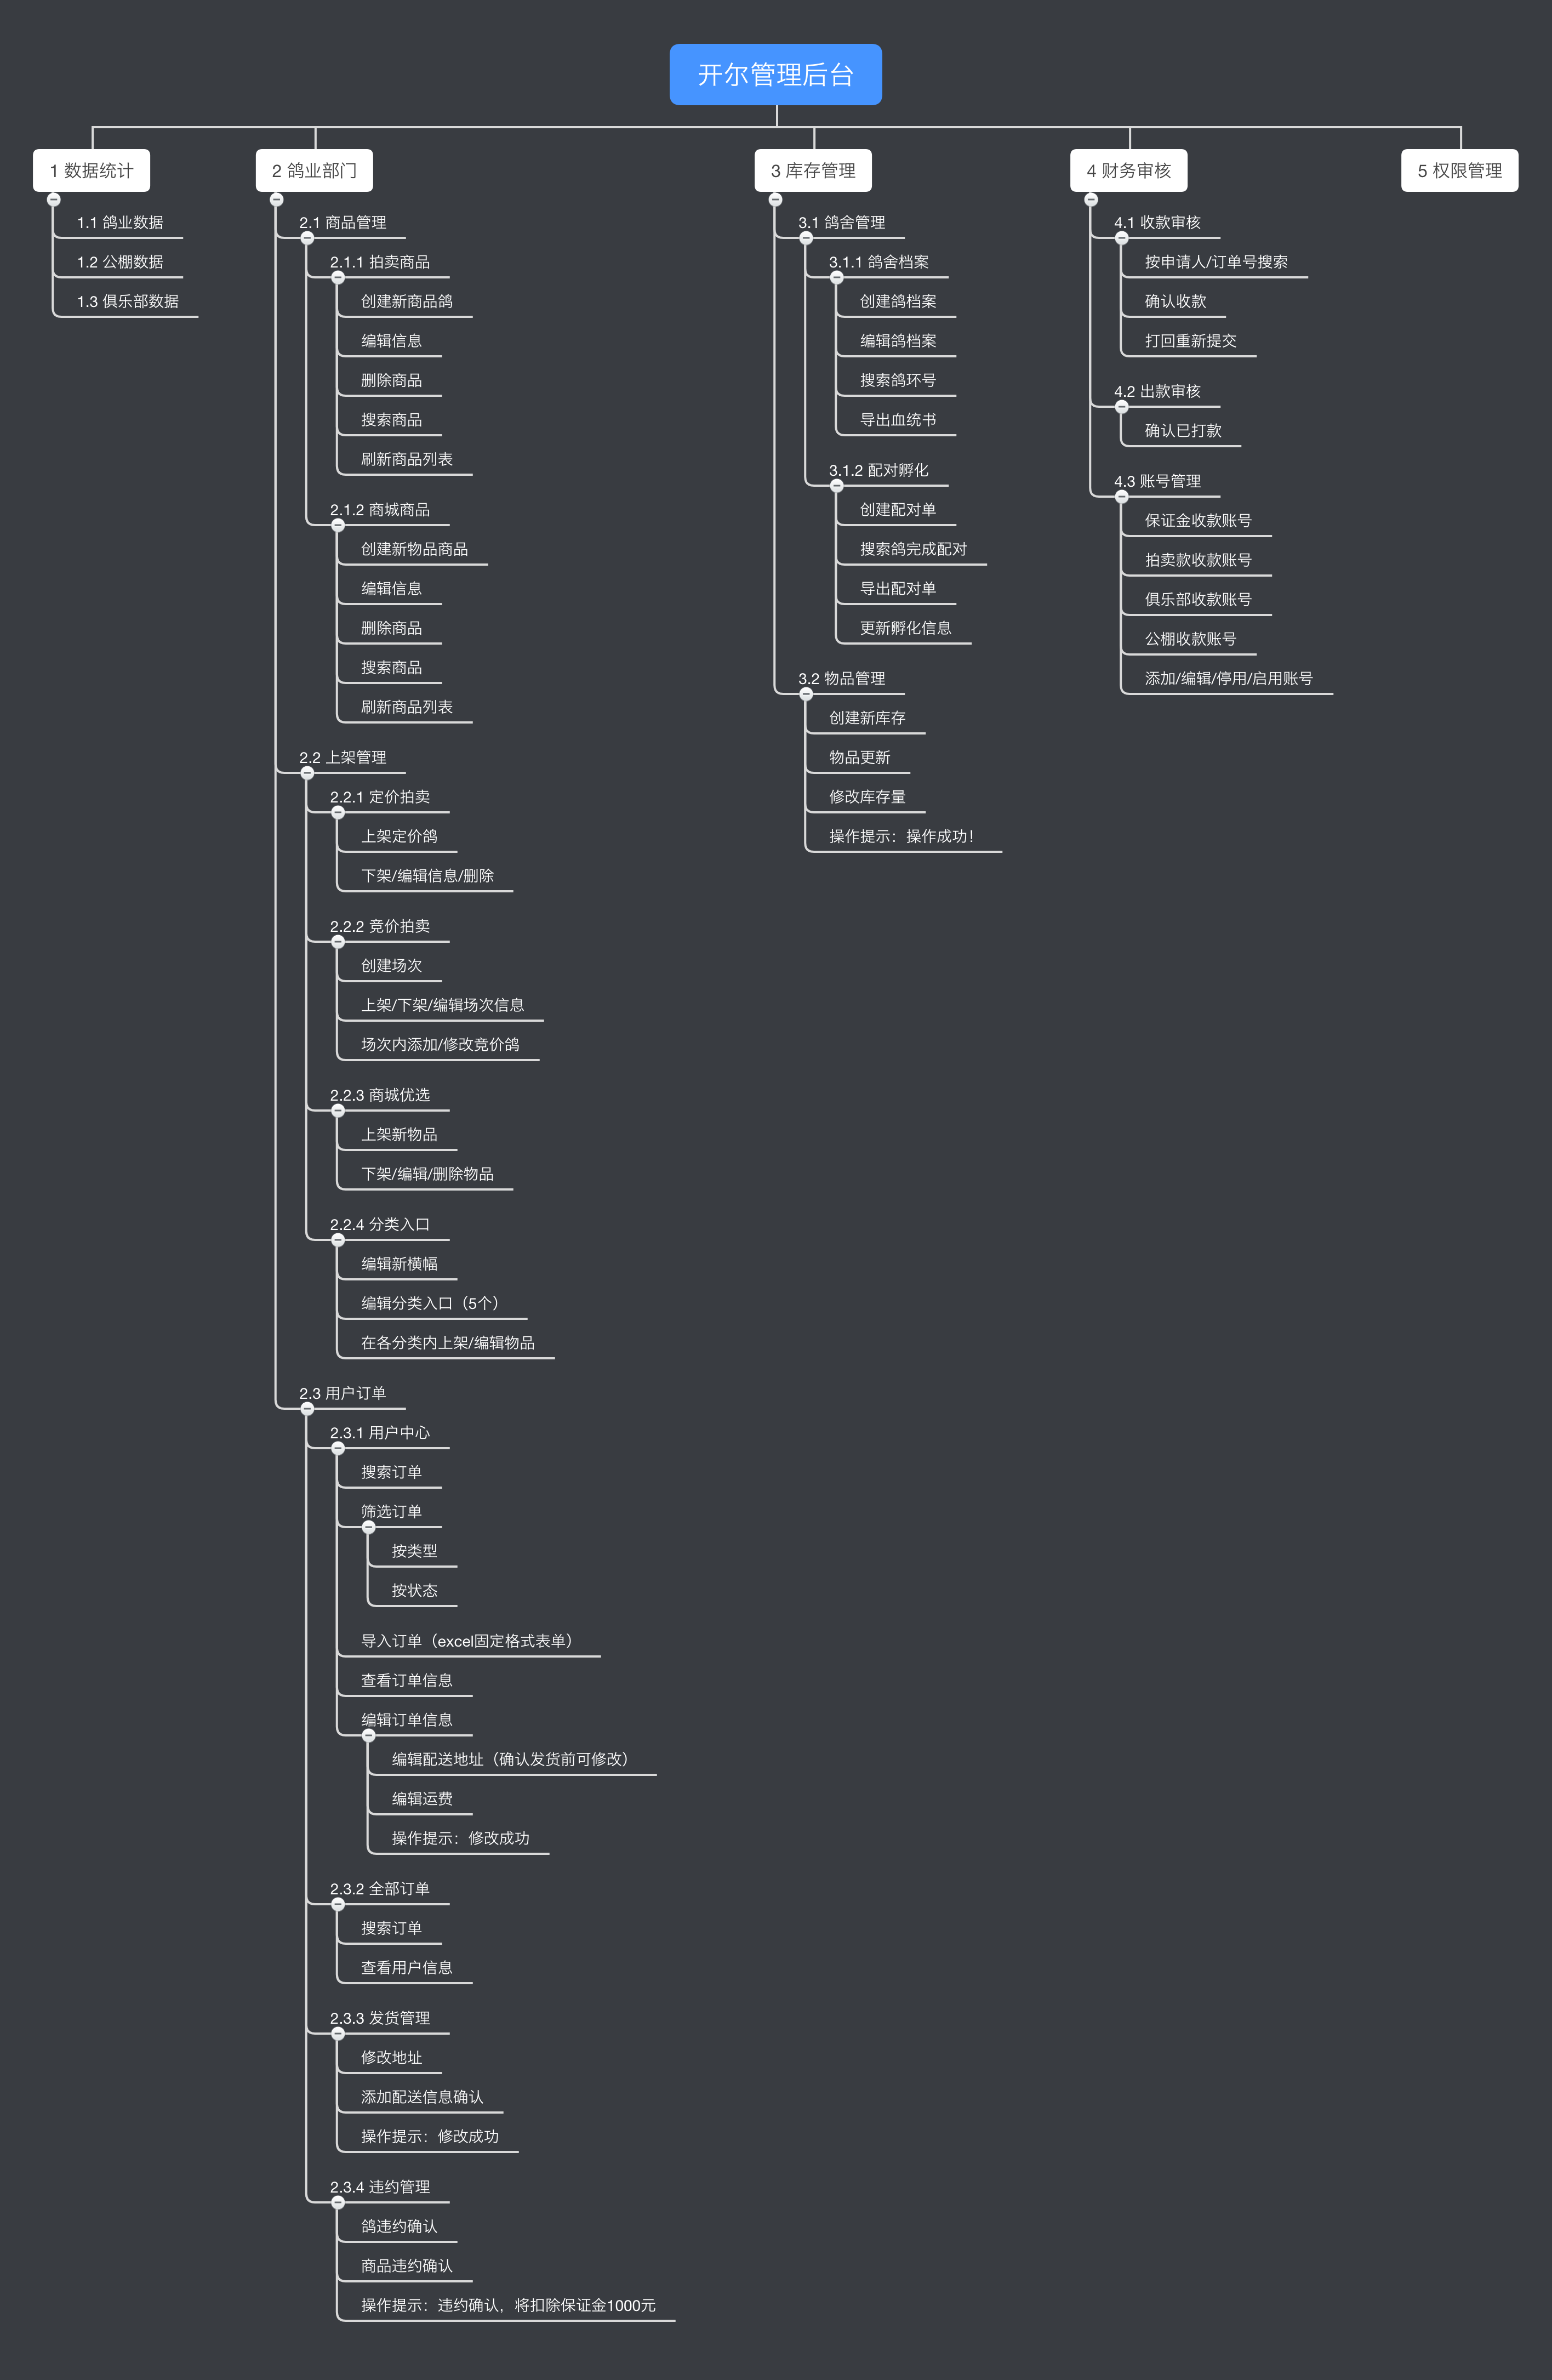 开尔管理后台
1 数据统计
1.1 鸽业数据
1.2 公棚数据
1.3 俱乐部数据
2 鸽业部门
2.1 商品管理
2.1.1 拍卖商品
创建新商品鸽
编辑信息
删除商品
搜索商品
刷新商品列表
2.1.2 商城商品
创建新物品商品
编辑信息
删除商品
搜索商品
刷新商品列表
2.2 上架管理
2.2.1 定价拍卖
上架定价鸽
下架/编辑信息/删除
2.2.2 竞价拍卖
创建场次
上架/下架/编辑场次信息
场次内添加/修改竞价鸽
2.2.3 商城优选
上架新物品
下架/编辑/删除物品
2.2.4 分类入口
编辑新横幅
编辑分类入口（5个）
在各分类内上架/编辑物品
2.3 用户订单
2.3.1 用户中心
搜索订单
筛选订单
按类型
按状态
导入订单（excel固定格式表单）
查看订单信息
编辑订单信息
编辑配送地址（确认发货前可修改）
编辑运费
操作提示：修改成功
2.3.2 全部订单
搜索订单
查看用户信息
2.3.3 发货管理
修改地址
添加配送信息确认
操作提示：修改成功
2.3.4 违约管理
鸽违约确认
商品违约确认
操作提示：违约确认，将扣除保证金1000元
3 库存管理
3.1 鸽舍管理
3.1.1 鸽舍档案
创建鸽档案
编辑鸽档案
搜索鸽环号
导出血统书
3.1.2 配对孵化
创建配对单
搜索鸽完成配对
导出配对单
更新孵化信息
3.2 物品管理
创建新库存
物品更新
修改库存量
操作提示：操作成功！
4 财务审核
4.1 收款审核
按申请人/订单号搜索
确认收款
打回重新提交
4.2 出款审核
确认已打款
4.3 账号管理
保证金收款账号
拍卖款收款账号
俱乐部收款账号
公棚收款账号
添加/编辑/停用/启用账号
5 权限管理